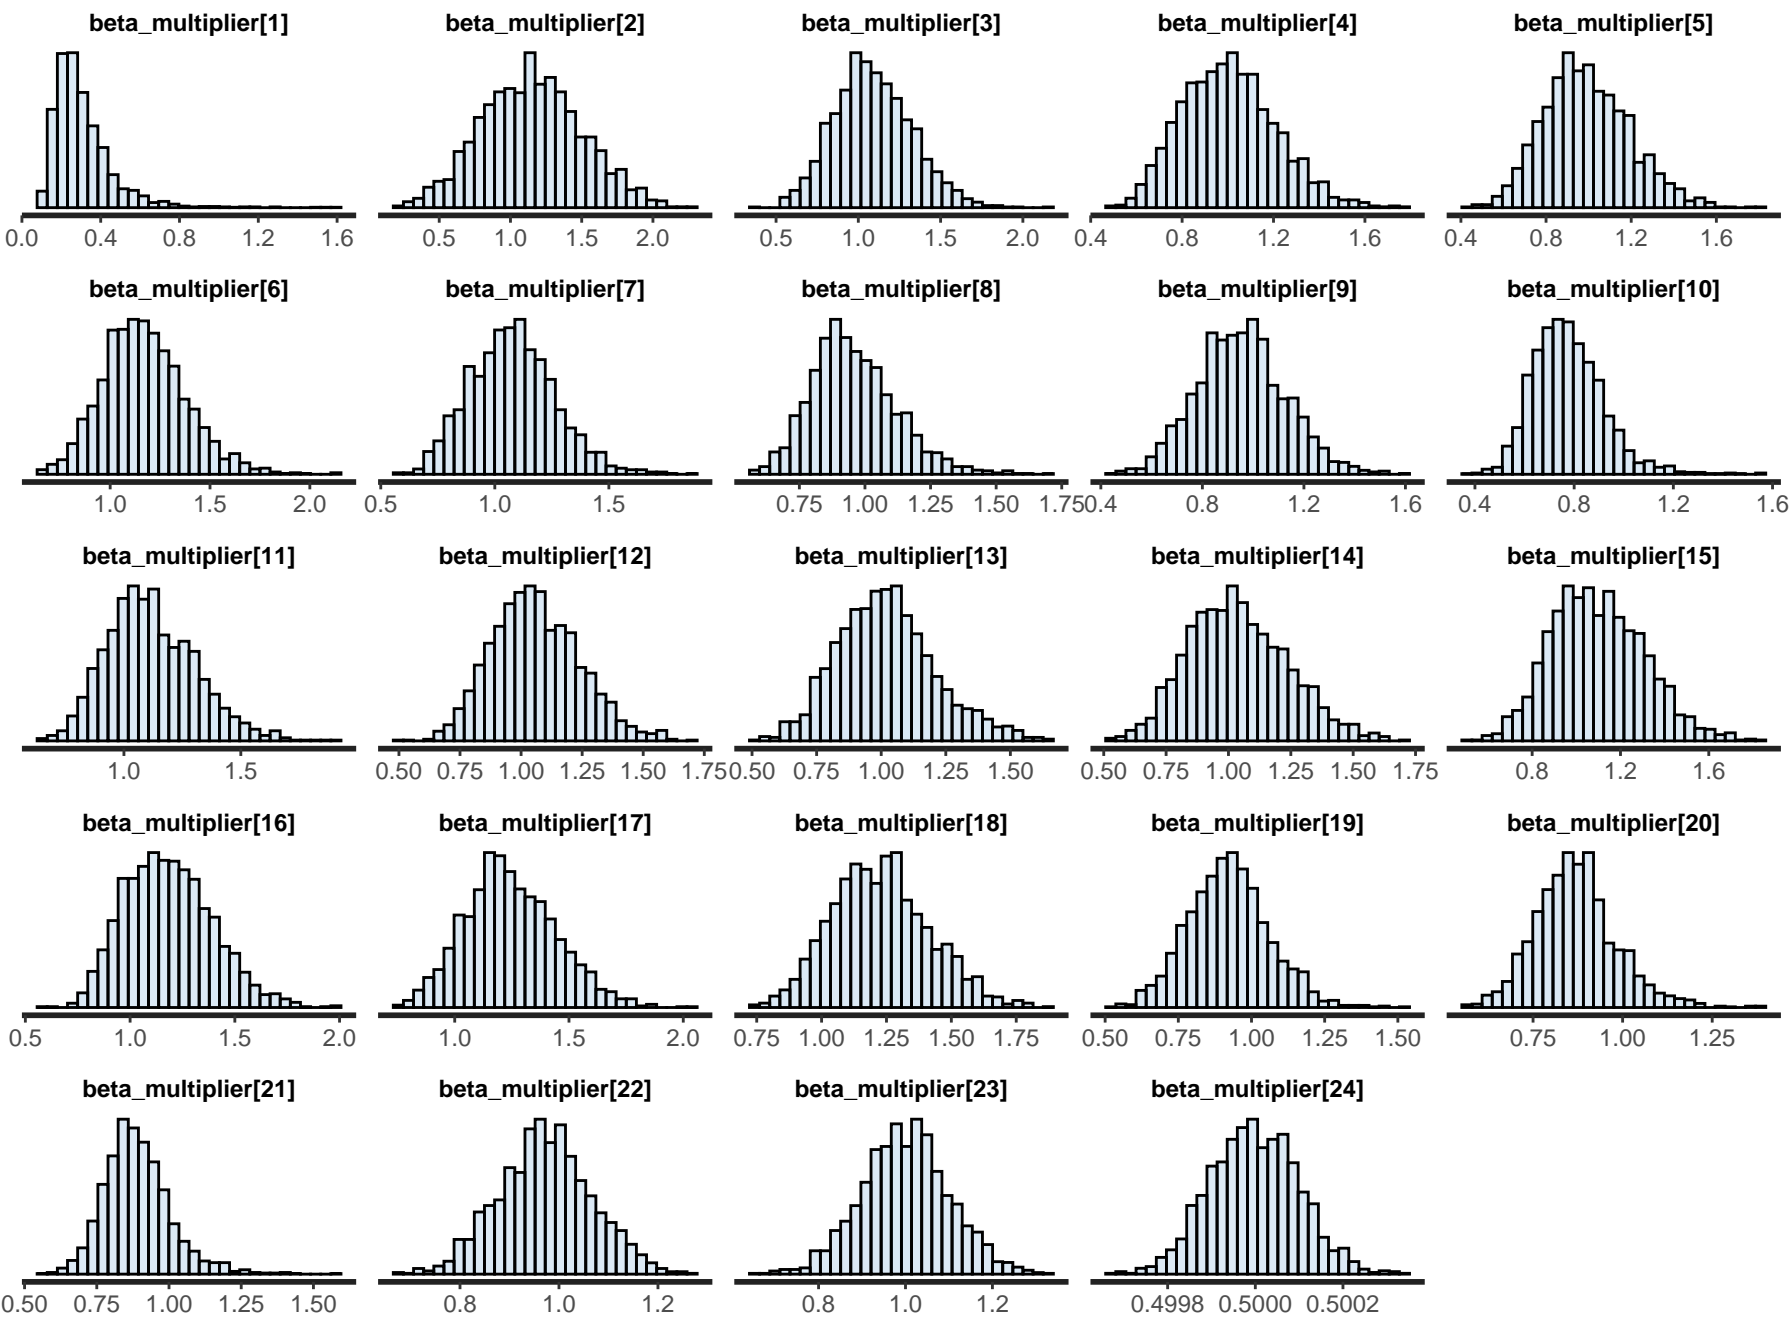 beta_multiplier[1] beta_multiplier[2] beta_multiplier[3] beta_multiplier[4] beta_multiplier[5]
0.0 0.4 0.8 1.2 1.6 0.5 1.0 1.5 2.0 0.5 1.0 1.5 2.0 0.4 0.8 1.2 1.6 0.4 0.8 1.2 1.6
beta_multiplier[6] beta_multiplier[7] beta_multiplier[8] beta_multiplier[9] beta_multiplier[10]
1.0 1.5 2.0 0.5 1.0 1.5 0.75 1.00 1.25 1.50 1.75 0.4 0.8 1.2 1.6 0.4 0.8 1.2 1.6
beta_multiplier[11] beta_multiplier[12] beta_multiplier[13] beta_multiplier[14] beta_multiplier[15]
1.0 1.5 0.50 0.75 1.00 1.25 1.50 1.75 0.50 0.75 1.00 1.25 1.50 0.50 0.75 1.00 1.25 1.50 1.75 0.8 1.2 1.6
beta_multiplier[16] beta_multiplier[17] beta_multiplier[18] beta_multiplier[19] beta_multiplier[20]
0.5 1.0 1.5 2.0 1.0 1.5 2.0 0.75 1.00 1.25 1.50 1.75 0.50 0.75 1.00 1.25 1.50 0.75 1.00 1.25
beta_multiplier[21] beta_multiplier[22] beta_multiplier[23] beta_multiplier[24]
0.50 0.75 1.00 1.25 1.50 0.8 1.0 1.2 0.8 1.0 1.2 0.4998 0.5000 0.5002